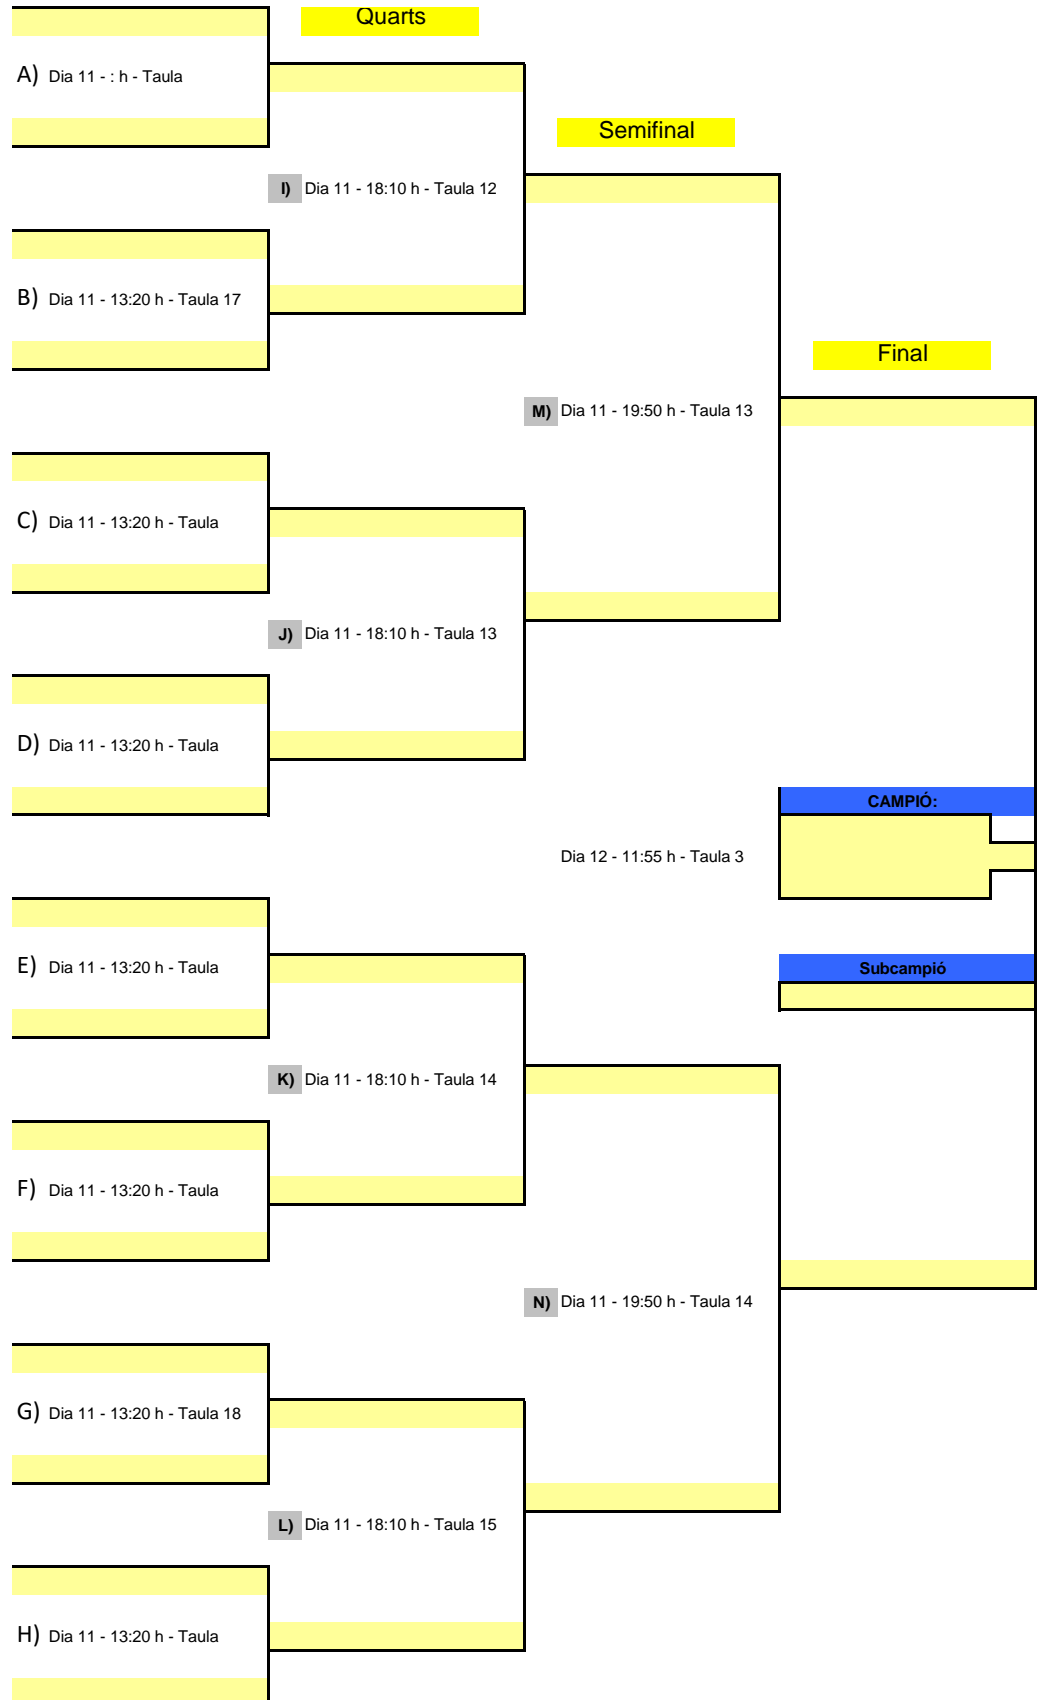 Quarts
A) Dia 11 - : h - Taula
Semifinal
I) Dia 11 - 18:10 h - Taula 12
B) Dia 11 - 13:20 h - Taula 17
Final
M) Dia 11 - 19:50 h - Taula 13
C) Dia 11 - 13:20 h - Taula
J) Dia 11 - 18:10 h - Taula 13
D) Dia 11 - 13:20 h - Taula
CAMPIÓ:
Dia 12 - 11:55 h - Taula 3
E) Dia 11 - 13:20 h - Taula
Subcampió
K) Dia 11 - 18:10 h - Taula 14
F) Dia 11 - 13:20 h - Taula
N) Dia 11 - 19:50 h - Taula 14
G) Dia 11 - 13:20 h - Taula 18
L) Dia 11 - 18:10 h - Taula 15
H) Dia 11 - 13:20 h - Taula